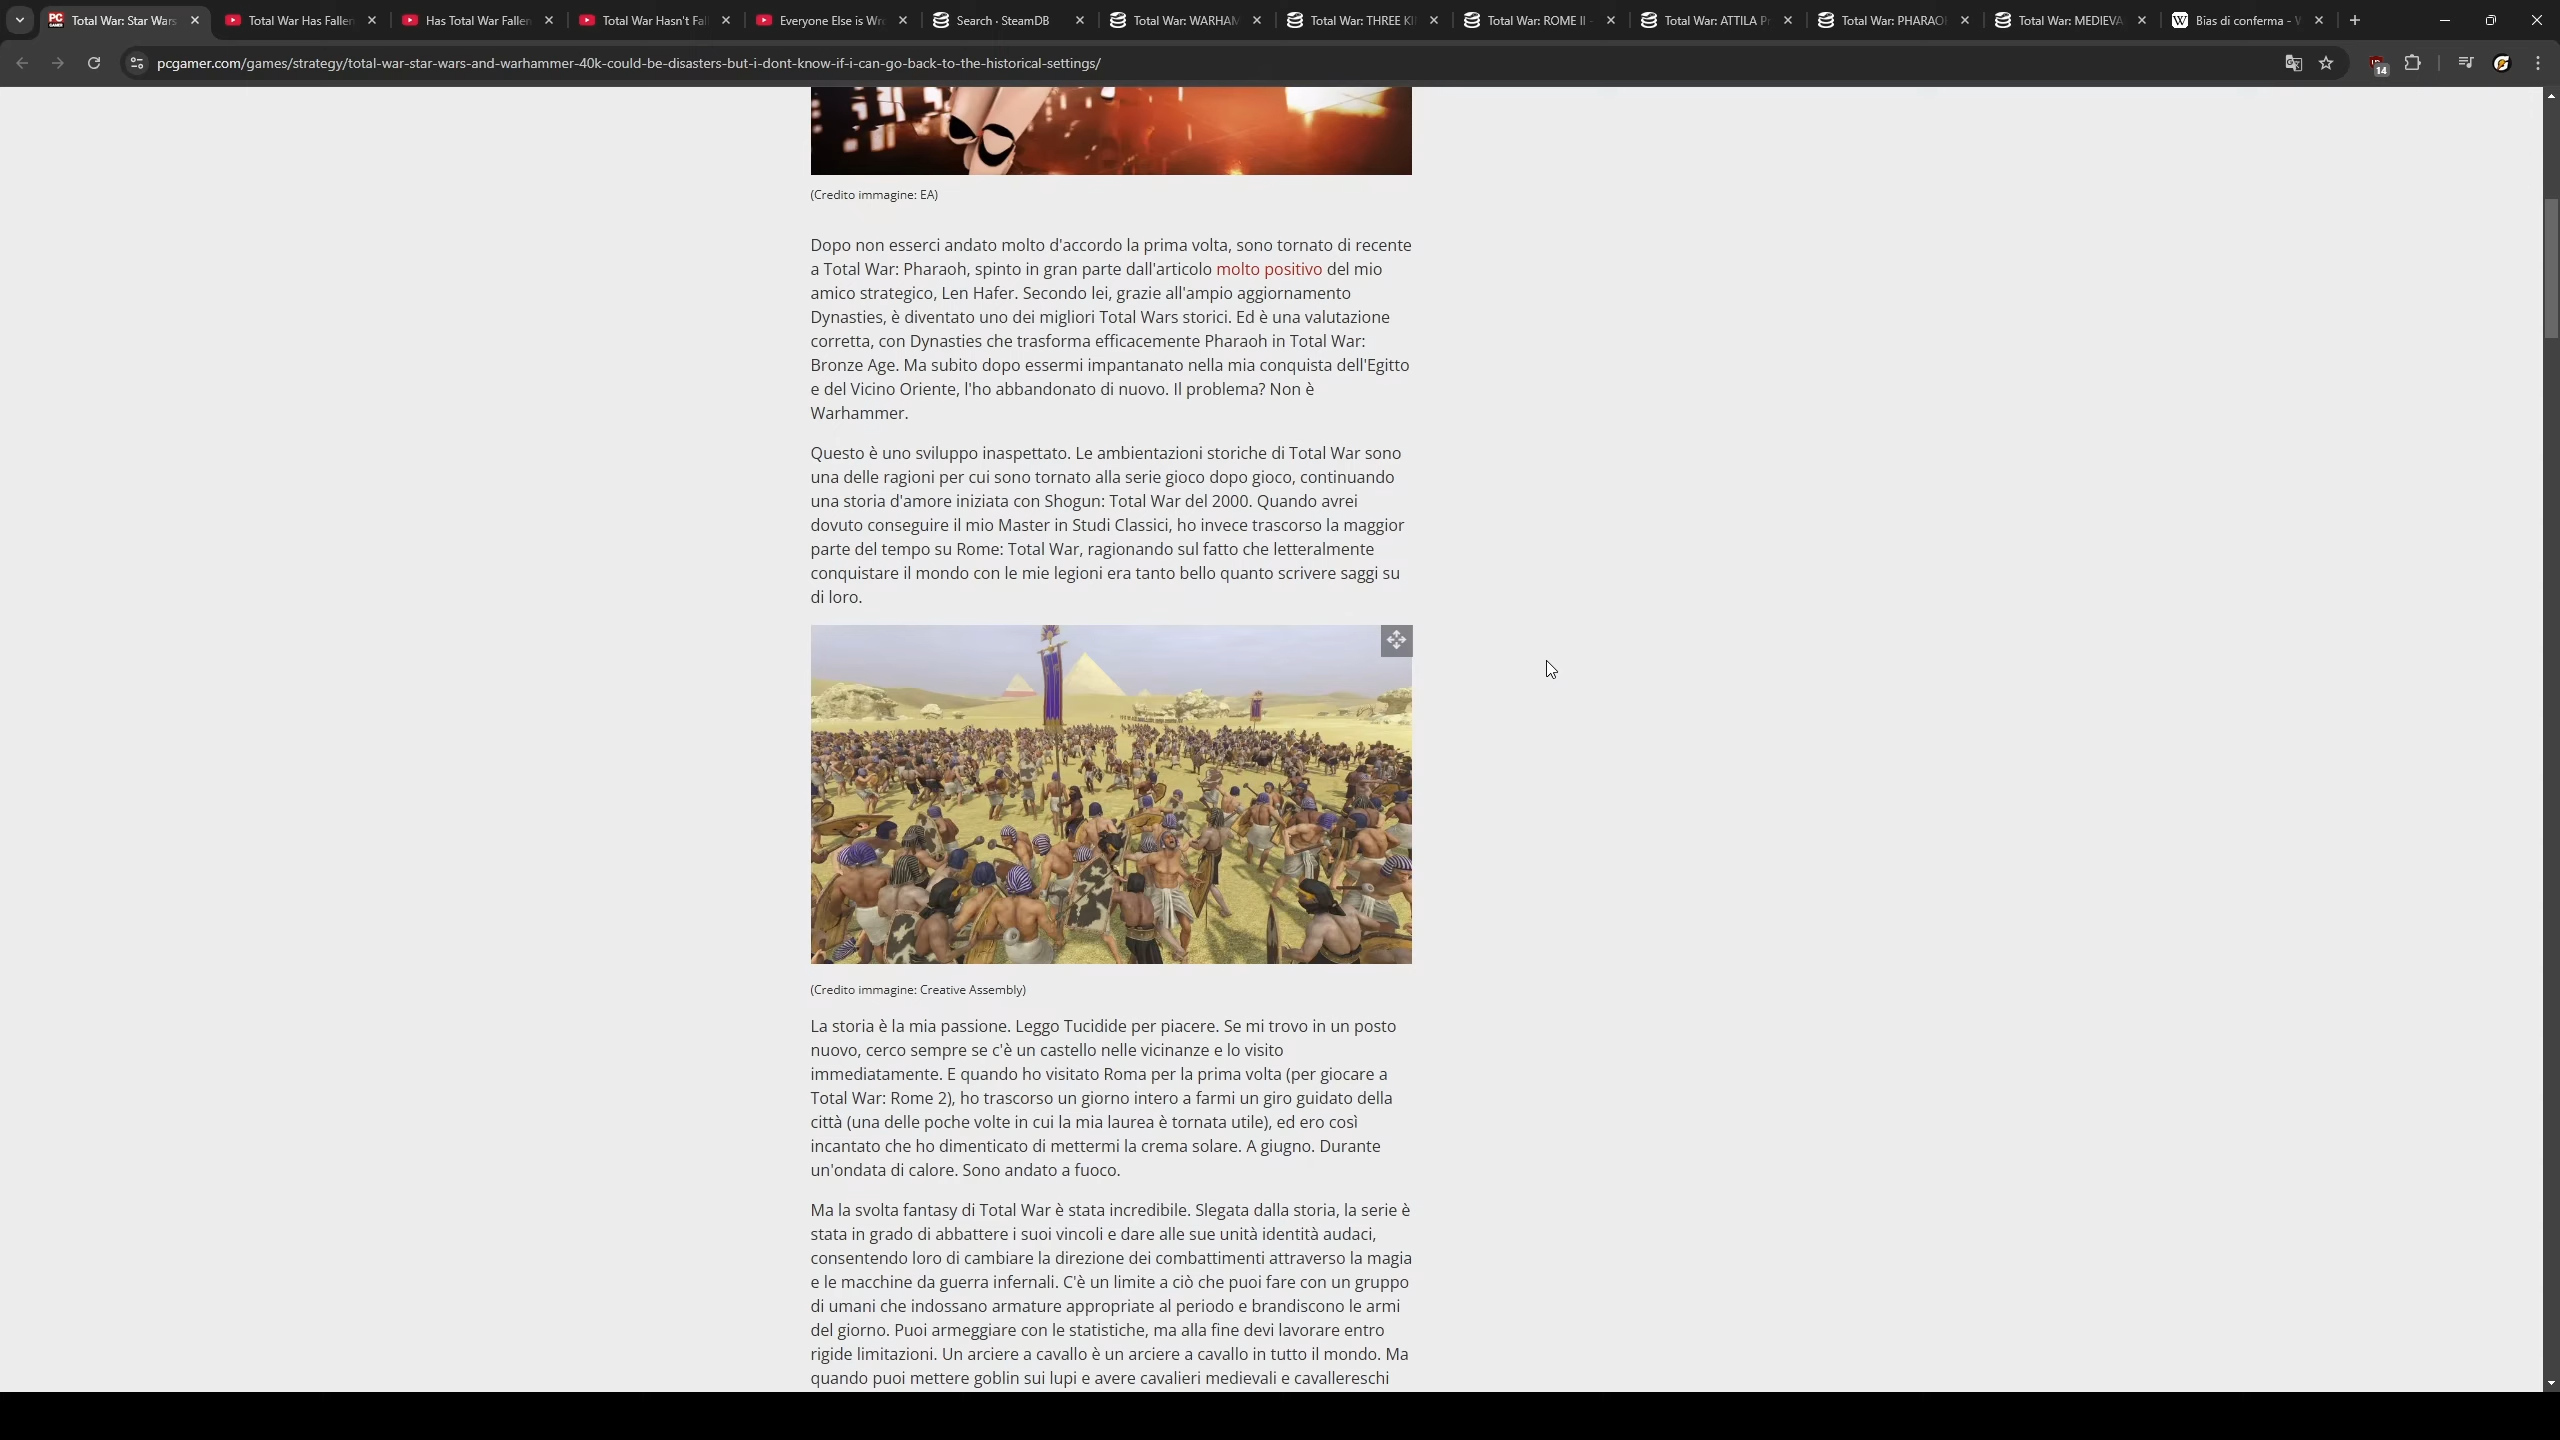 Total War: Star Wars
Total War Has Fallen
Has Total War Fallen
Total War Hasn't Fal
Everyone Else is Wro
Search · SteamDB
Total War: WARHAM
Total War: THREE KI
Total War: ROME II -
Total War: ATTILA Pr
Total War: PHARAO
Total War: MEDIEVA
Bias di conferma -
pcgamer.com/games/strategy/total-war-star-wars-and-warhammer-40k-could-be-disasters-but-i-dont-know-if-i-can-go-back-to-the-historical-settings/
14
(Credito immagine: EA)
Dopo non esserci andato molto d'accordo la prima volta, sono tornato di recente
a Total War: Pharaoh, spinto in gran parte dall'articolo molto positivo del mio
amico strategico, Len Hafer. Secondo lei, grazie all'ampio aggiornamento
Dynasties, è diventato uno dei migliori Total Wars storici. Ed è una valutazione
corretta, con Dynasties che trasforma efficacemente Pharaoh in Total War:
Bronze Age. Ma subito dopo essermi impantanato nella mia conquista dell'Egitto
e del Vicino Oriente, l'ho abbandonato di nuovo. Il problema? Non è
Warhammer.
Questo è uno sviluppo inaspettato. Le ambientazioni storiche di Total War sono
una delle ragioni per cui sono tornato alla serie gioco dopo gioco, continuando
una storia d'amore iniziata con Shogun: Total War del 2000. Quando avrei
dovuto conseguire il mio Master in Studi Classici, ho invece trascorso la maggior
parte del tempo su Rome: Total War, ragionando sul fatto che letteralmente
conquistare il mondo con le mie legioni era tanto bello quanto scrivere saggi su
di loro.
(Credito immagine: Creative Assembly)
La storia è la mia passione. Leggo Tucidide per piacere. Se mi trovo in un posto
nuovo, cerco sempre se c'è un castello nelle vicinanze e lo visito
immediatamente. E quando ho visitato Roma per la prima volta (per giocare a
Total War: Rome 2), ho trascorso un giorno intero a farmi un giro guidato della
città (una delle poche volte in cui la mia laurea è tornata utile), ed ero così
incantato che ho dimenticato di mettermi la crema solare. A giugno. Durante
un'ondata di calore. Sono andato a fuoco.
Ma la svolta fantasy di Total War è stata incredibile. Slegata dalla storia, la serie è
stata in grado di abbattere i suoi vincoli e dare alle sue unità identità audaci,
consentendo loro di cambiare la direzione dei combattimenti attraverso la magia
e le macchine da guerra infernali. C'è un limite a ciò che puoi fare con un gruppo
di umani che indossano armature appropriate al periodo e brandiscono le armi
del giorno. Puoi armeggiare con le statistiche, ma alla fine devi lavorare entro
rigide limitazioni. Un arciere a cavallo è un arciere a cavallo in tutto il mondo. Ma
quando puoi mettere goblin sui lupi e avere cavalieri medievali e cavallereschi